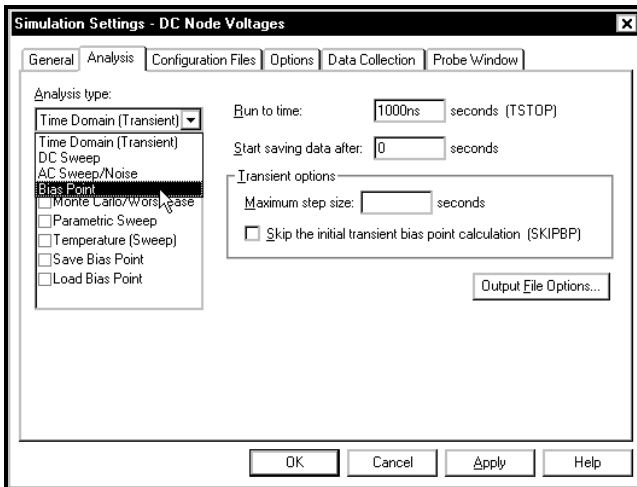 Simulation Settings - DC Node Voltages
General Analysis Configuration Files Options Data Collection Probe Window
Analysis type:
Time Domain (Transient)
Time Domain (Transient)
DC Sweep
AC Sweep/Noise
Bias Point
Monte Carlo/Worst Case
Parametric Sweep
Temperature (Sweep)
Save Bias Point
Load Bias Point
Run to time: 1000ns seconds (TSTOP)
Start saving data after: 0 seconds
Transient options
Maximum step size: seconds
Skip the initial transient bias point calculation (SKIPBP)
Output File Options...
OK Cancel Apply Help